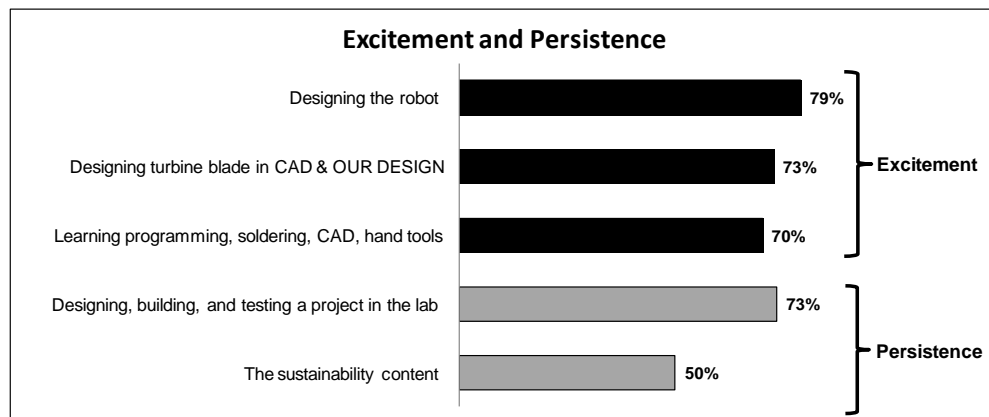 Excitement and Persistence
Designing the robot 79%
Designing turbine blade in CAD & OUR DESIGN 73%
Excitement
Learning programming, soldering, CAD, hand tools 70%
Designing, building, and testing a project in the lab 73%
Persistence
The sustainability content 50%